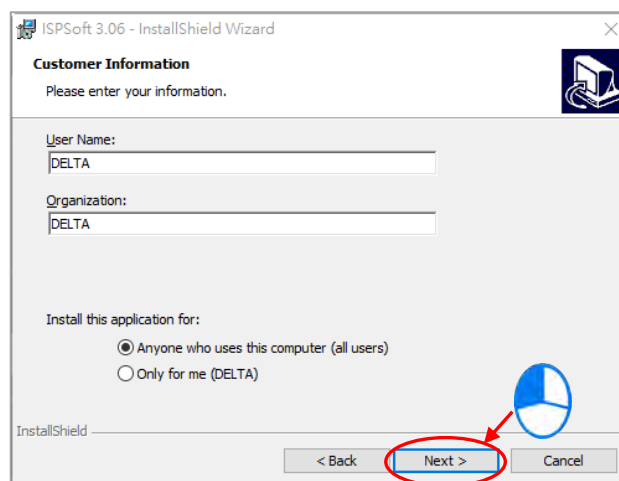 ISPSoft 3.06 - InstallShield Wizard
Customer Information
Please enter your information.
User Name:
DELTA
Organization:
DELTA
Install this application for:
Anyone who uses this computer (all users)
Only for me (DELTA)
InstallShield
< Back Next > Cancel